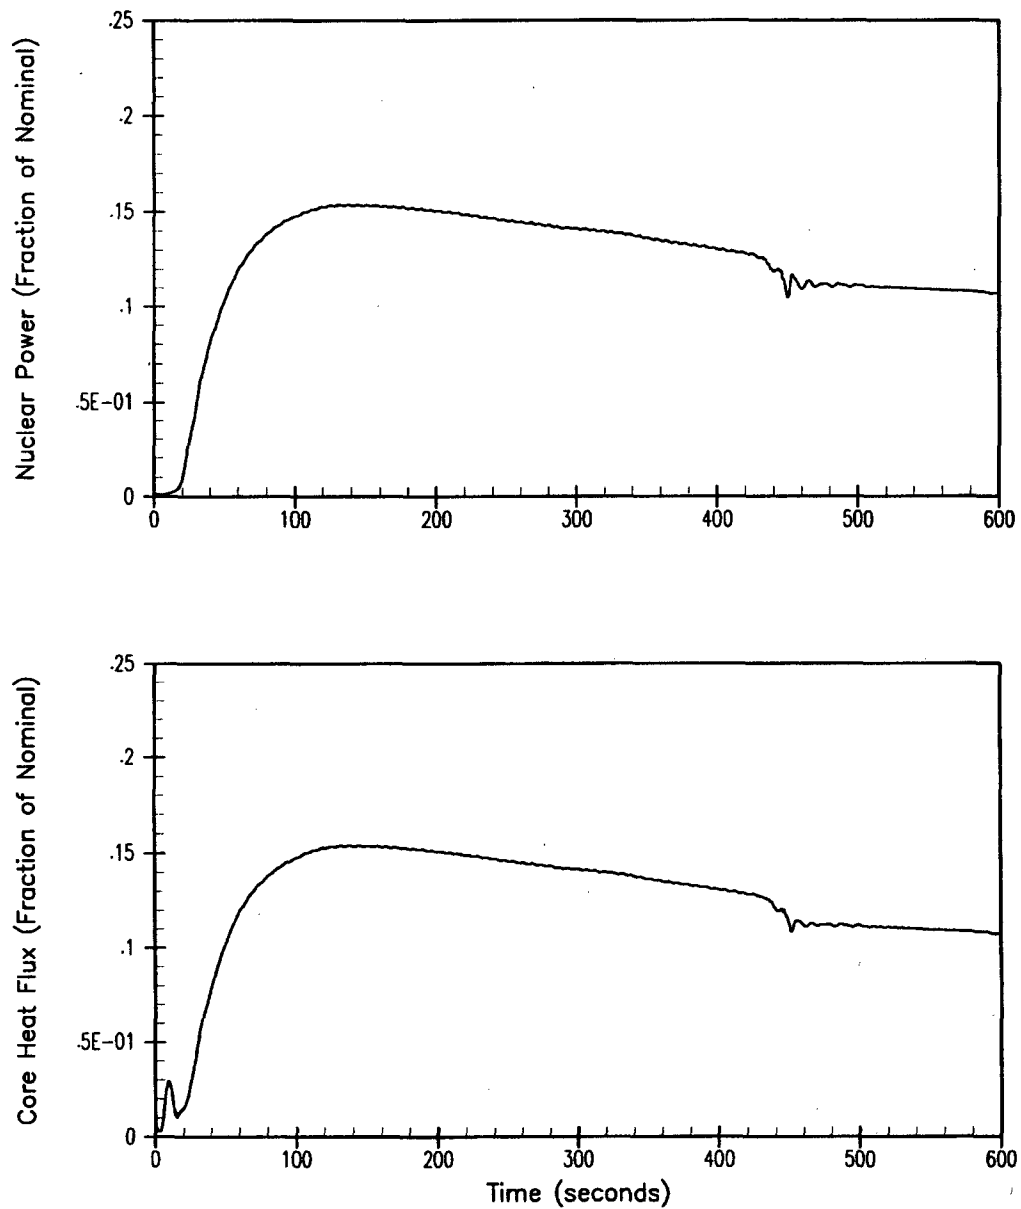 Nuclear Power (Fraction of Nominal)
.25
.2
.15
.1
.5E-01
0
0 100 200 300 400 500 600
Core Heat Flux (Fraction of Nominal)
.25
.2
.15
.1
.5E-01
0
0 100 200 300 400 500 600
Time (seconds)